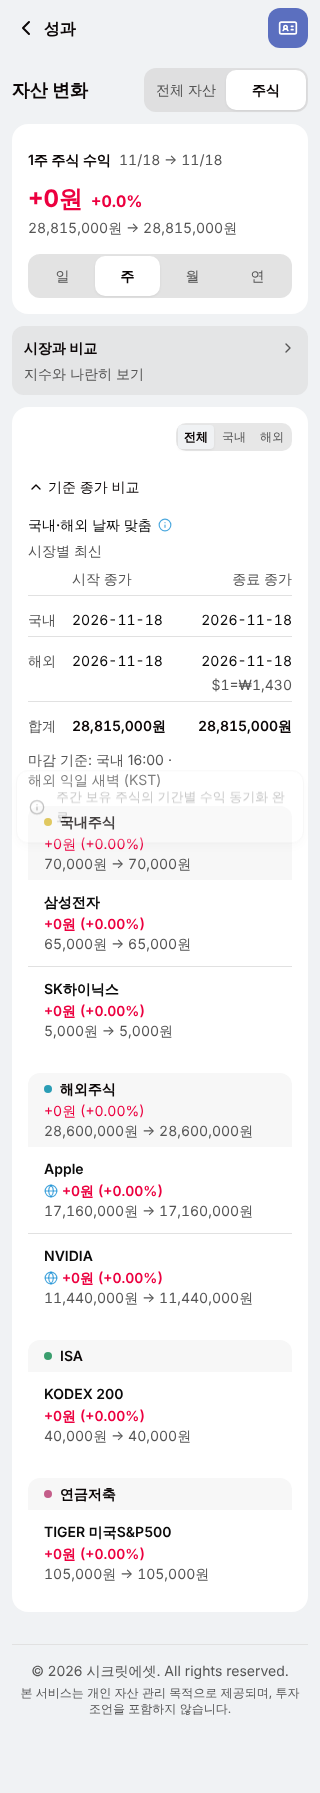 성과
자산 변화
전체 자산 주식
1주 주식 수익 11/18 → 11/18
+0원 +0.0%
28,815,000원 → 28,815,000원
일 주 월 연
시장과 비교
지수와 나란히 보기
전체 국내 해외
기준 종가 비교
국내·해외 날짜 맞춤
시장별 최신
시작 종가 종료 종가
국내 2026-11-18 2026-11-18
해외 2026-11-18 2026-11-18
$1=₩1,430
합계 28,815,000원 28,815,000원
마감 기준: 국내 16:00 ·
해외 익일 새벽 (KST)
주간 보유 주식의 기간별 수익 동기화 완
국내주식
+0원 (+0.00%)
70,000원 → 70,000원
삼성전자
+0원 (+0.00%)
65,000원 → 65,000원
SK하이닉스
+0원 (+0.00%)
5,000원 → 5,000원
해외주식
+0원 (+0.00%)
28,600,000원 → 28,600,000원
Apple
+0원 (+0.00%)
17,160,000원 → 17,160,000원
NVIDIA
+0원 (+0.00%)
11,440,000원 → 11,440,000원
ISA
KODEX 200
+0원 (+0.00%)
40,000원 → 40,000원
연금저축
TIGER 미국S&P500
+0원 (+0.00%)
105,000원 → 105,000원
© 2026 시크릿에셋. All rights reserved.
본 서비스는 개인 자산 관리 목적으로 제공되며, 투자
조언을 포함하지 않습니다.